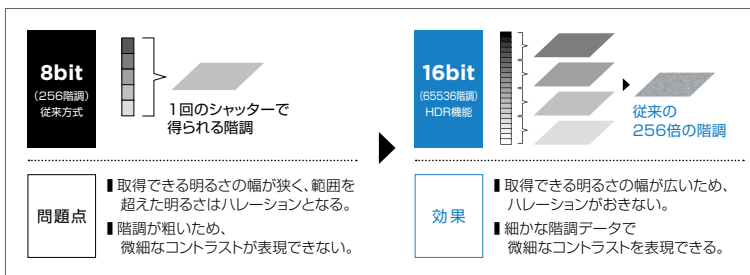 8bit
(256階調)
従来方式
1回のシャッターで
得られる階調
問題点
▮取得できる明るさの幅が狭く、範囲を
超えた明るさはハレーションとなる。
▮階調が粗いため、
微細なコントラストが表現できない。
16bit
(65536階調)
HDR機能
従来の
256倍の階調
効果
▮取得できる明るさの幅が広いため、
ハレーションがおきない。
▮細かな階調データで
微細なコントラストを表現できる。